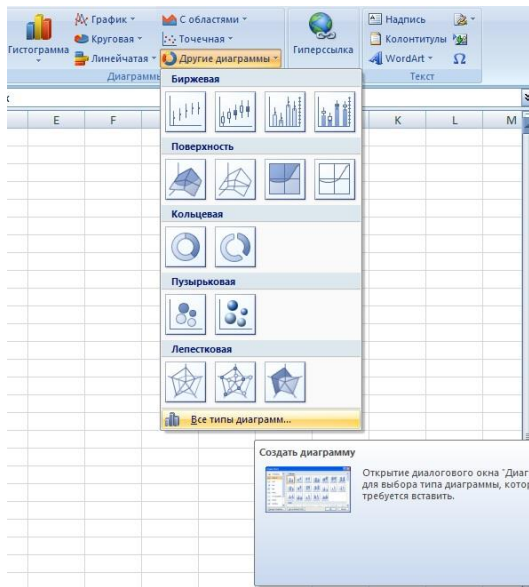 График
С областями
Надпись
Круговая
Точечная
Колонтитулы
Гистограмма
Линейчатая
Другие диаграммы
Гиперссылка
WordArt
Ω
Диаграммы
Текст
Биржевая
E F K L M
Поверхность
Кольцевая
Пузырьковая
Лепестковая
Все типы диаграмм...
Создать диаграмму
Открытие диалогового окна "Диаг
для выбора типа диаграммы, котор
требуется вставить.